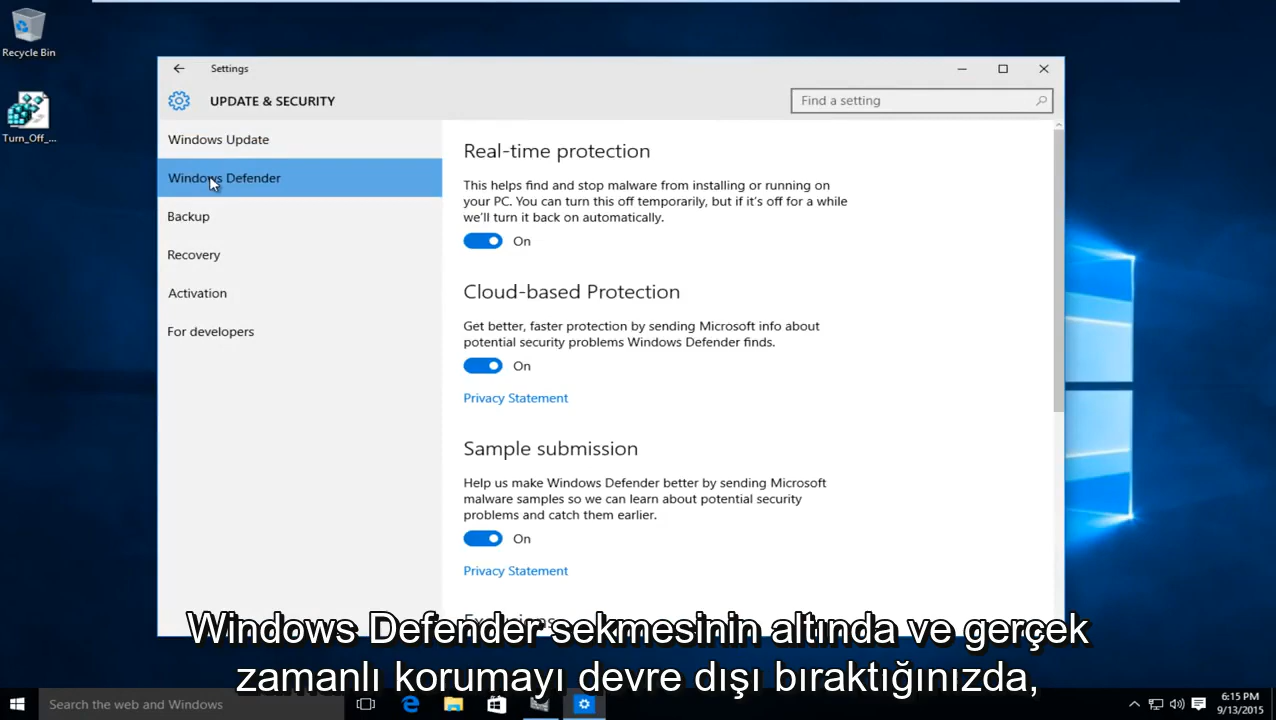 Recycle Bin
Turn_Off_...
Settings
UPDATE & SECURITY
Find a setting
Windows Update
Windows Defender
Backup
Recovery
Activation
For developers
Real-time protection
This helps find and stop malware from installing or running on
your PC. You can turn this off temporarily, but if it's off for a while
we'll turn it back on automatically.
On
Cloud-based Protection
Get better, faster protection by sending Microsoft info about
potential security problems Windows Defender finds.
On
Privacy Statement
Sample submission
Help us make Windows Defender better by sending Microsoft
malware samples so we can learn about potential security
problems and catch them earlier.
On
Privacy Statement
Windows Defender sekmesinin altında ve gerçek
zamanlı korumayı devre dışı bıraktığınızda,
Search the web and Windows
6:15 PM
9/13/2015